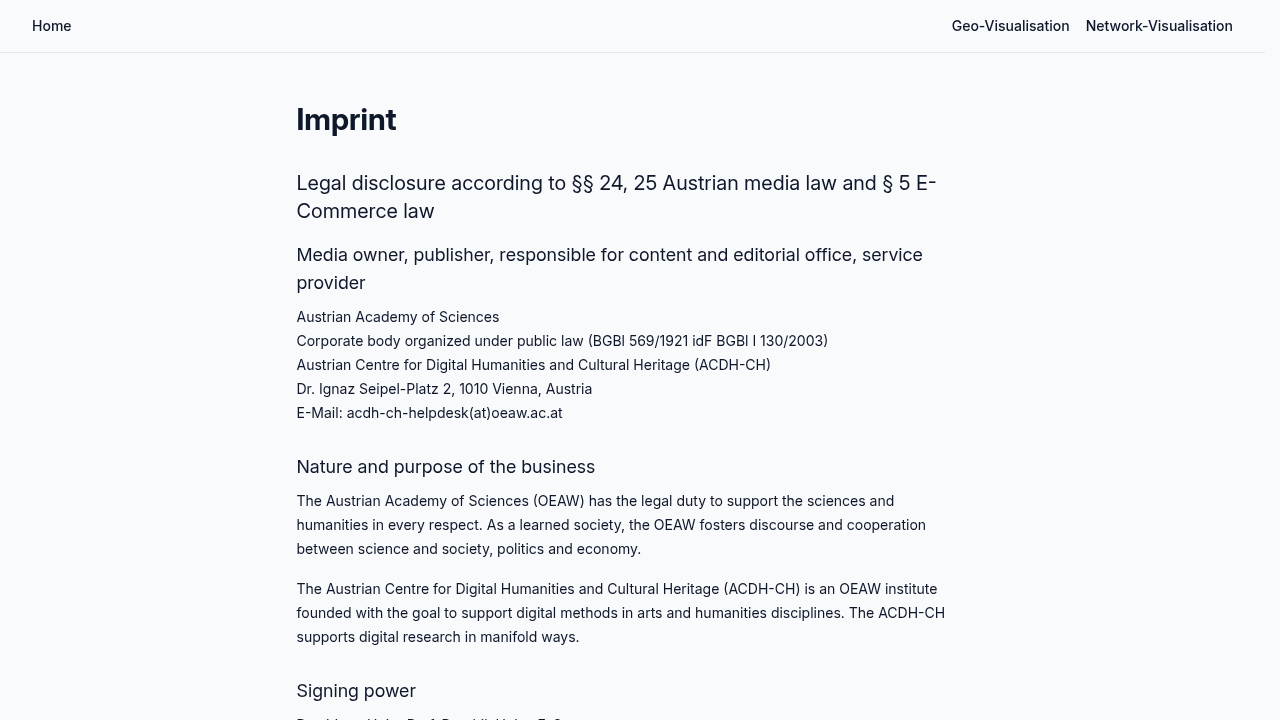 Home
Geo-Visualisation
Network-Visualisation
Imprint
Legal disclosure according to §§ 24, 25 Austrian media law and § 5 E-
Commerce law
Media owner, publisher, responsible for content and editorial office, service
provider
Austrian Academy of Sciences
Corporate body organized under public law (BGBl 569/1921 idF BGBl I 130/2003)
Austrian Centre for Digital Humanities and Cultural Heritage (ACDH-CH)
Dr. Ignaz Seipel-Platz 2, 1010 Vienna, Austria
E-Mail: acdh-ch-helpdesk(at)oeaw.ac.at
Nature and purpose of the business
The Austrian Academy of Sciences (OEAW) has the legal duty to support the sciences and
humanities in every respect. As a learned society, the OEAW fosters discourse and cooperation
between science and society, politics and economy.
The Austrian Centre for Digital Humanities and Cultural Heritage (ACDH-CH) is an OEAW institute
founded with the goal to support digital methods in arts and humanities disciplines. The ACDH-CH
supports digital research in manifold ways.
Signing power